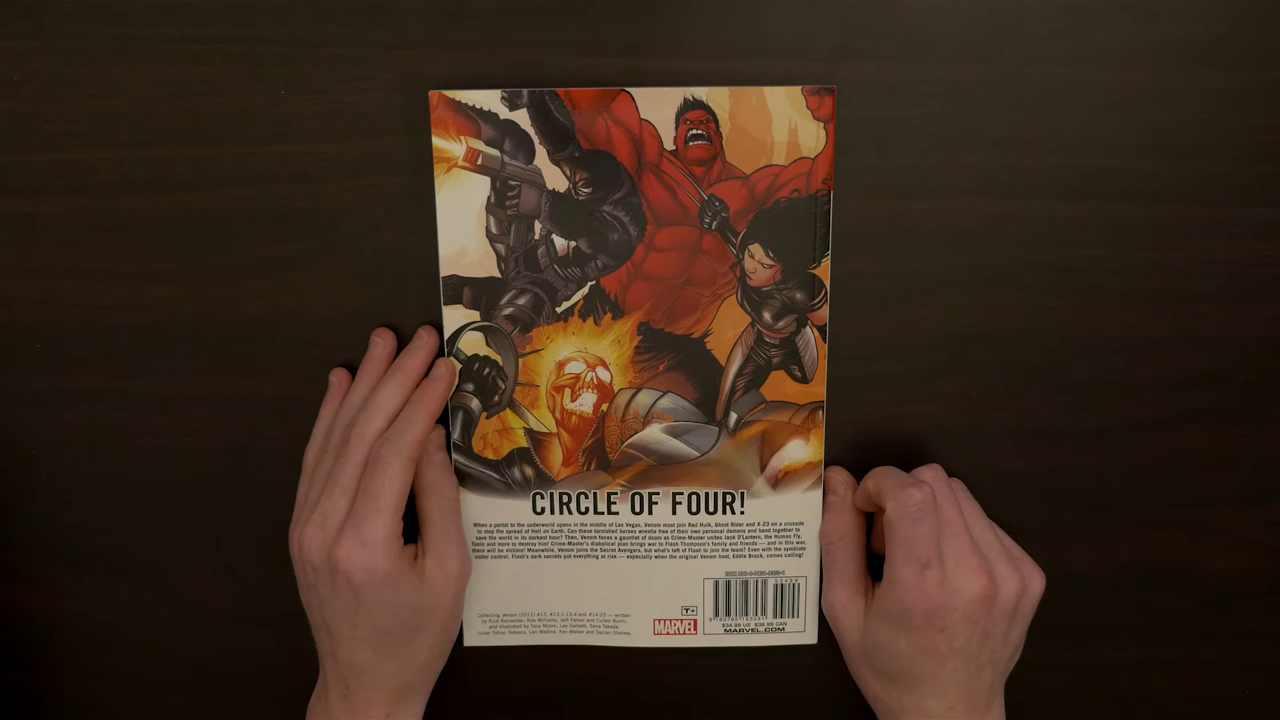 CIRCLE OF FOUR!
When a portal to the underworld opens in the middle of Las Vegas, Venom must join Red Hulk, Ghost Rider and X-23 on a crusade
to stop the spread of Hell on Earth. Can these tarnished heroes wrestle free of their own personal demons and band together to
save the world in its darkest hour? Then, Venom faces a gauntlet of doom as Crime-Master unites Jack O'Lantern, the Human Fly,
Toxin and more to destroy him! Crime-Master's diabolical plan brings war to Flash Thompson's family and friends — and in this war,
there will be victims! Meanwhile, Venom joins the Secret Avengers, but what's left of Flash to join the team? Even with the symbiote
under control, Flash's dark secrets put everything at risk — especially when the original Venom host, Eddie Brock, comes calling!
Collecting Venom (2011) #13, #13.1-13.4 and #14-22 — written
by Rick Remender, Rob Williams, Jeff Parker and Cullen Bunn,
and illustrated by Tony Moore, Lee Garbett, Sana Takeda,
Julian Totino Tedesco, Lan Medina, Kev Walker and Declan Shalvey.
T+
MARVEL
53499
$34.99 US $38.99 CAN
MARVEL.COM